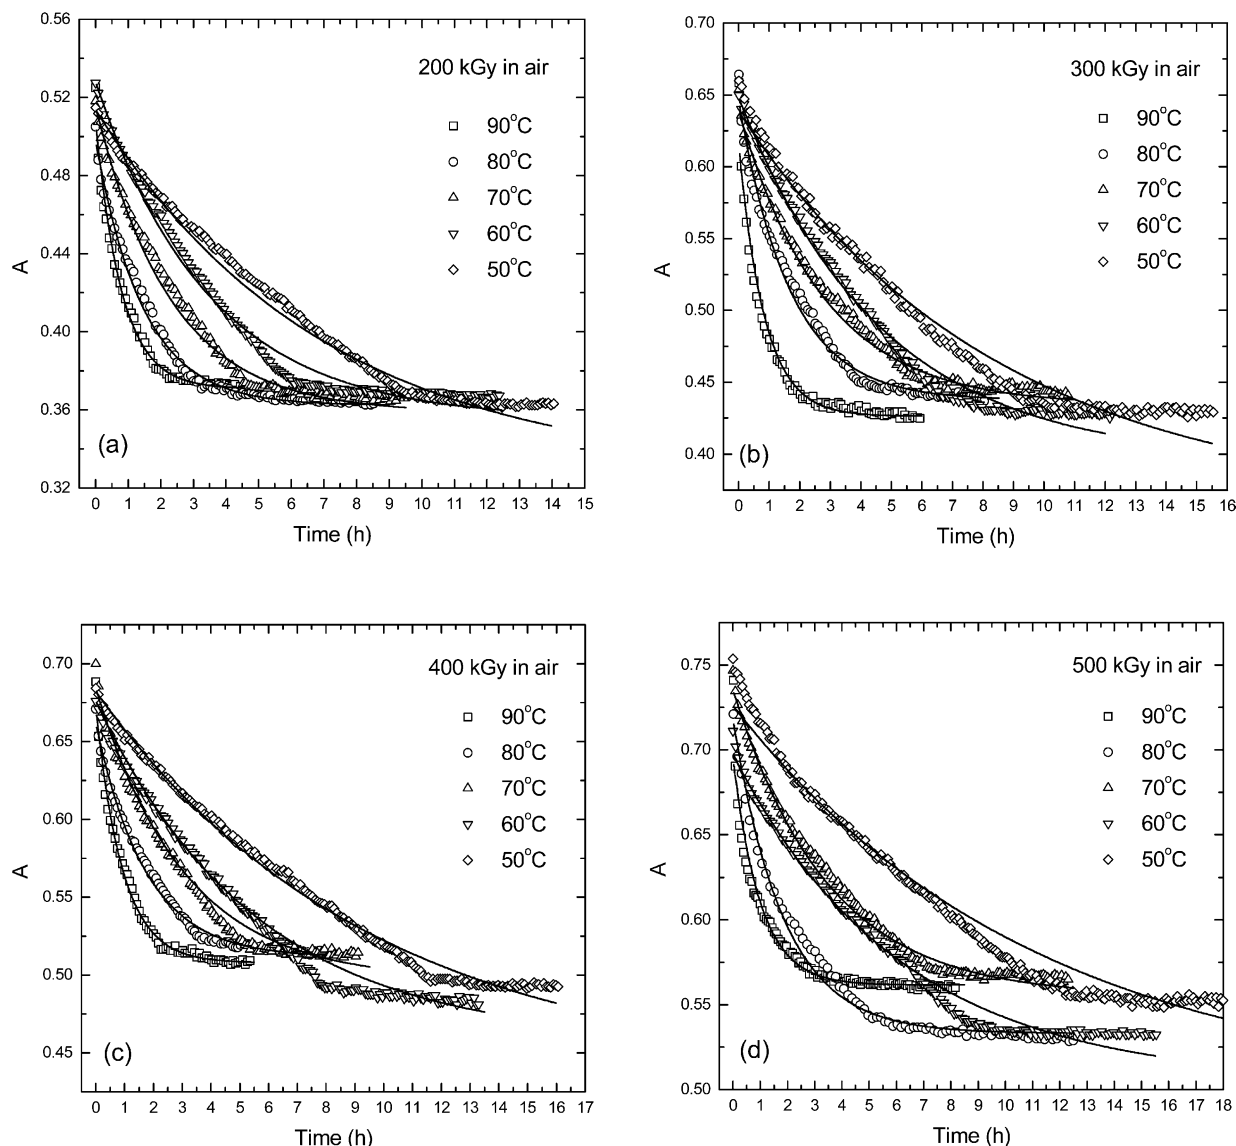 0.56
0.52
0.48
0.44
0.40
0.36
0.32
A
200 kGy in air
90°C
80°C
70°C
60°C
50°C
(a)
0 1 2 3 4 5 6 7 8 9 10 11 12 13 14 15
Time (h)
0.70
0.65
0.60
0.55
0.50
0.45
0.40
A
300 kGy in air
90°C
80°C
70°C
60°C
50°C
(b)
0 1 2 3 4 5 6 7 8 9 10 11 12 13 14 15 16
Time (h)
0.70
0.65
0.60
0.55
0.50
0.45
A
400 kGy in air
90°C
80°C
70°C
60°C
50°C
(c)
0 1 2 3 4 5 6 7 8 9 10 11 12 13 14 15 16 17
Time (h)
0.75
0.70
0.65
0.60
0.55
0.50
A
500 kGy in air
90°C
80°C
70°C
60°C
50°C
(d)
0 1 2 3 4 5 6 7 8 9 10 11 12 13 14 15 16 17 18
Time (h)